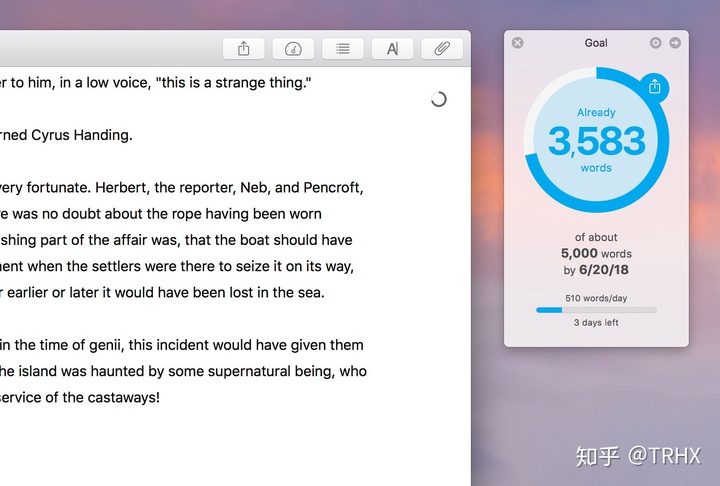 er to him, in a low voice, "this is a strange thing."
rned Cyrus Handing.
very fortunate. Herbert, the reporter, Neb, and Pencroft,
re was no doubt about the rope having been worn
shing part of the affair was, that the boat should have
nent when the settlers were there to seize it on its way,
r earlier or later it would have been lost in the sea.
in the time of genii, this incident would have given them
he island was haunted by some supernatural being, who
service of the castaways!
Goal
Already
3,583
words
of about
5,000 words
by 6/20/18
510 words/day
3 days left
知乎 @TRHX